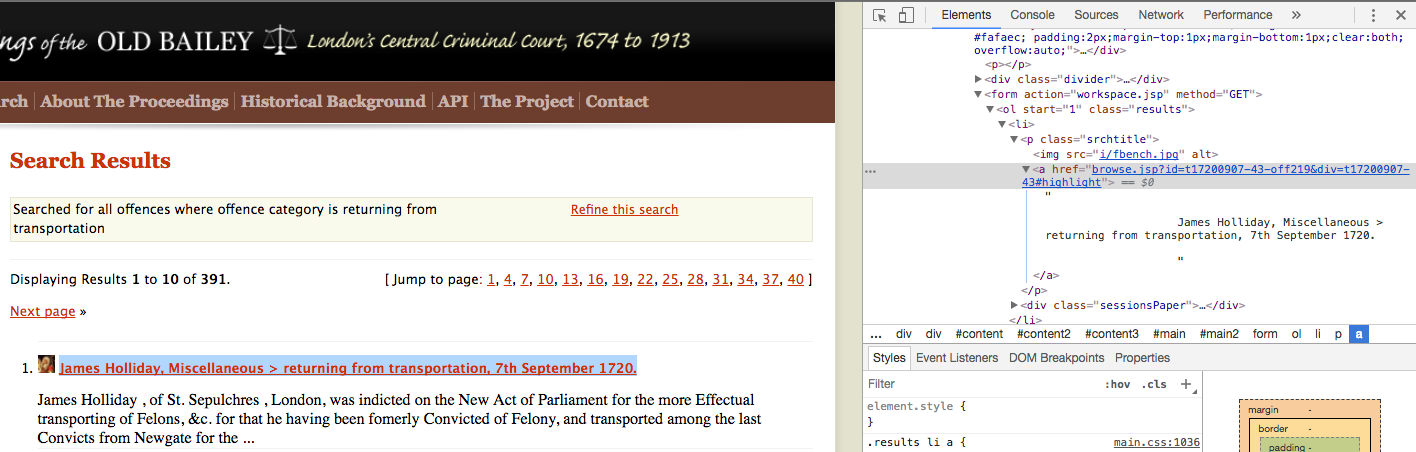 ngs of the OLD BAILEY London's Central Criminal Court, 1674 to 1913
rch About The Proceedings Historical Background API The Project Contact
Search Results
Searched for all offences where offence category is returning from
transportation
Refine this search
Displaying Results 1 to 10 of 391.
[ Jump to page: 1, 4, 7, 10, 13, 16, 19, 22, 25, 28, 31, 34, 37, 40 ]
Next page »
1. James Holliday, Miscellaneous > returning from transportation, 7th September 1720.
James Holliday , of St. Sepulchres , London, was indicted on the New Act of Parliament for the more Effectual
transporting of Felons, &c. for that he having been fomerly Convicted of Felony, and transported among the last
Convicts from Newgate for the ...
Elements Console Sources Network Performance »
#fafaec; padding:2px;margin-top:1px;margin-bottom:1px;clear:both;
overflow:auto;">…</div>
<p></p>
▶<div class="divider">…</div>
▼<form action="workspace.jsp" method="GET">
▼<ol start="1" class="results">
▼<li>
▼<p class="srchtitle">
<img src="i/fbench.jpg" alt>
… ▼<a href="browse.jsp?id=t17200907-43-off219&div=t17200907-
43#highlight"> == $0
"
James Holliday, Miscellaneous >
returning from transportation, 7th September 1720.
"
</a>
</p>
▶<div class="sessionsPaper">…</div>
</li>
... div div #content #content2 #content3 #main #main2 form ol li p a
Styles Event Listeners DOM Breakpoints Properties
Filter :hov .cls +
element.style {
}
.results li a { main.css:1036
margin -
border -
padding -